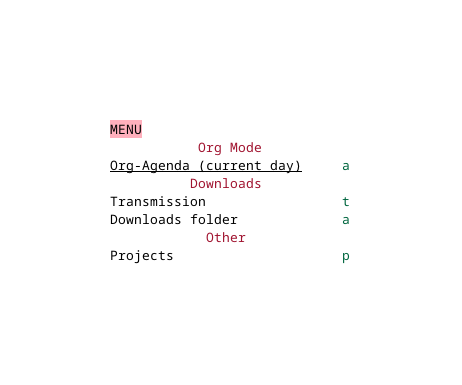 MENU
Org Mode
Org-Agenda (current day) a
Downloads
Transmission t
Downloads folder a
Other
Projects p